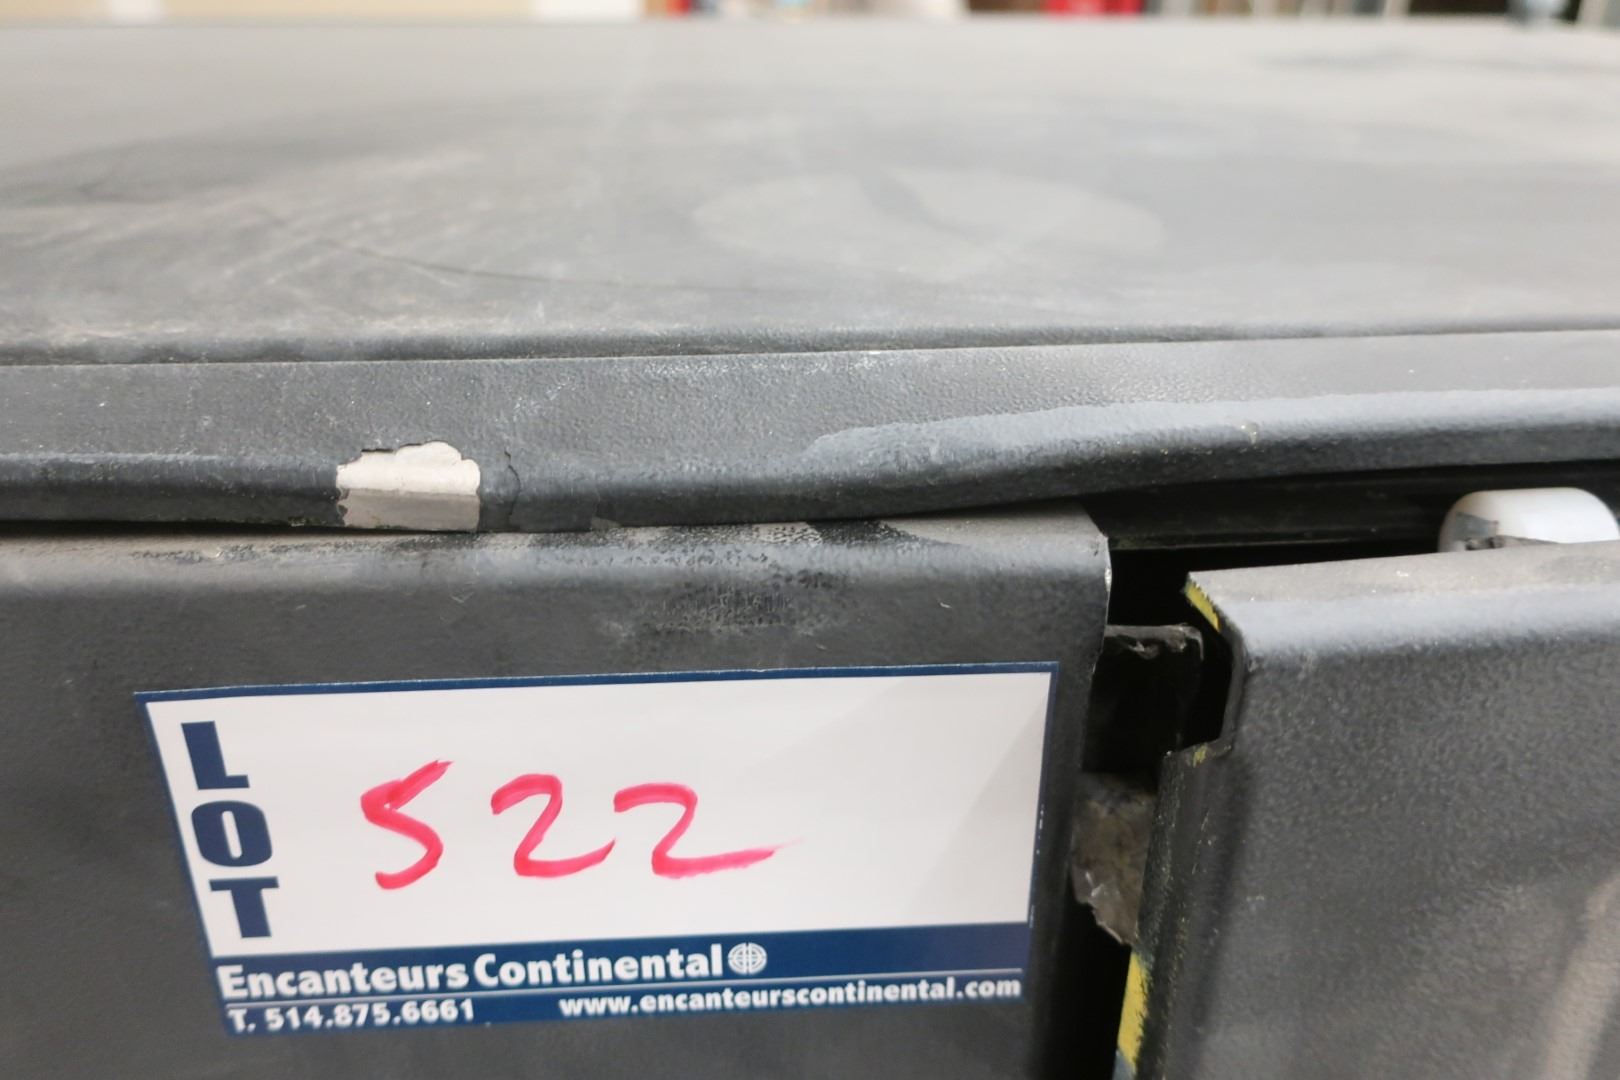 LOT
522
Encanteurs Continental
T. 514.875.6661 www.encanteurscontinental.com